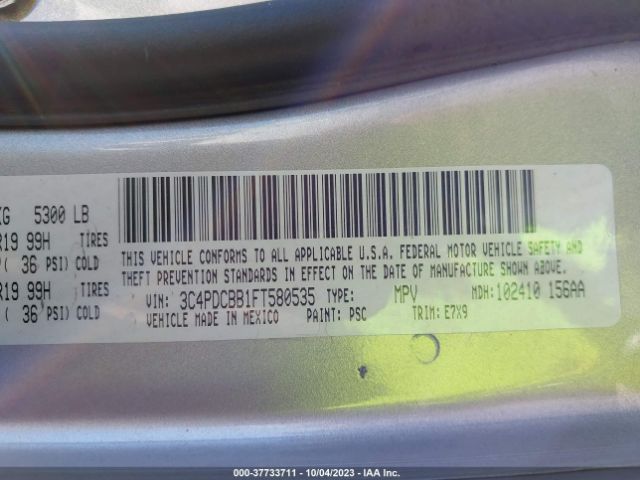 KG 5300 LB
R19 99H TIRES
( 36 PSI) COLD
R19 99H TIRES
( 36 PSI) COLD
THIS VEHICLE CONFORMS TO ALL APPLICABLE U.S.A. FEDERAL MOTOR VEHICLE SAFETY AND
THEFT PREVENTION STANDARDS IN EFFECT ON THE DATE OF MANUFACTURE SHOWN ABOVE.
VIN: 3C4PDCBB1FT580535 TYPE: MPV MDH: 102410 156AA
VEHICLE MADE IN MEXICO PAINT: PSC TRIM: E7X9
000-37733711 - 10/04/2023 - IAA Inc.